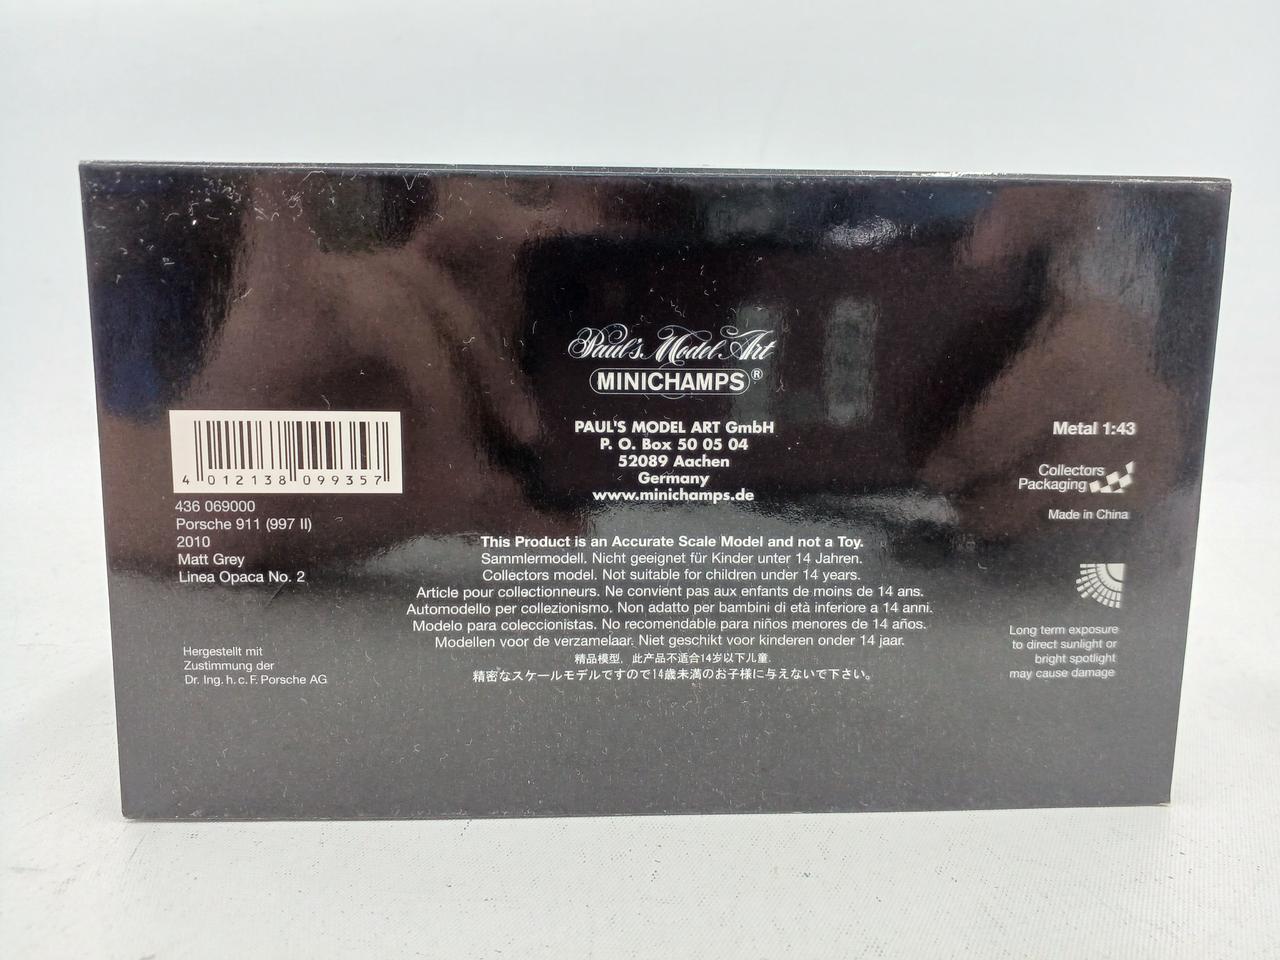 Paul's Model Art
MINICHAMPS®
PAUL'S MODEL ART GmbH
P. O. Box 50 05 04
52089 Aachen
Germany
www.minichamps.de
4 012138 099357
436 069000
Porsche 911 (997 II)
2010
Matt Grey
Linea Opaca No. 2
Hergestellt mit
Zustimmung der
Dr. Ing. h. c. F. Porsche AG
This Product is an Accurate Scale Model and not a Toy.
Sammlermodell. Nicht geeignet für Kinder unter 14 Jahren.
Collectors model. Not suitable for children under 14 years.
Article pour collectionneurs. Ne convient pas aux enfants de moins de 14 ans.
Automodello per collezionismo. Non adatto per bambini di età inferiore a 14 anni.
Modelo para coleccionistas. No recomendable para niños menores de 14 años.
Modellen voor de verzamelaar. Niet geschikt voor kinderen onder 14 jaar.
精品模型，此产品不适合14岁以下儿童
精密なスケールモデルですので14歳未満のお子様に与えないで下さい。
Metal 1:43
Collectors
Packaging
Made in China
Long term exposure
to direct sunlight or
bright spotlight
may cause damage